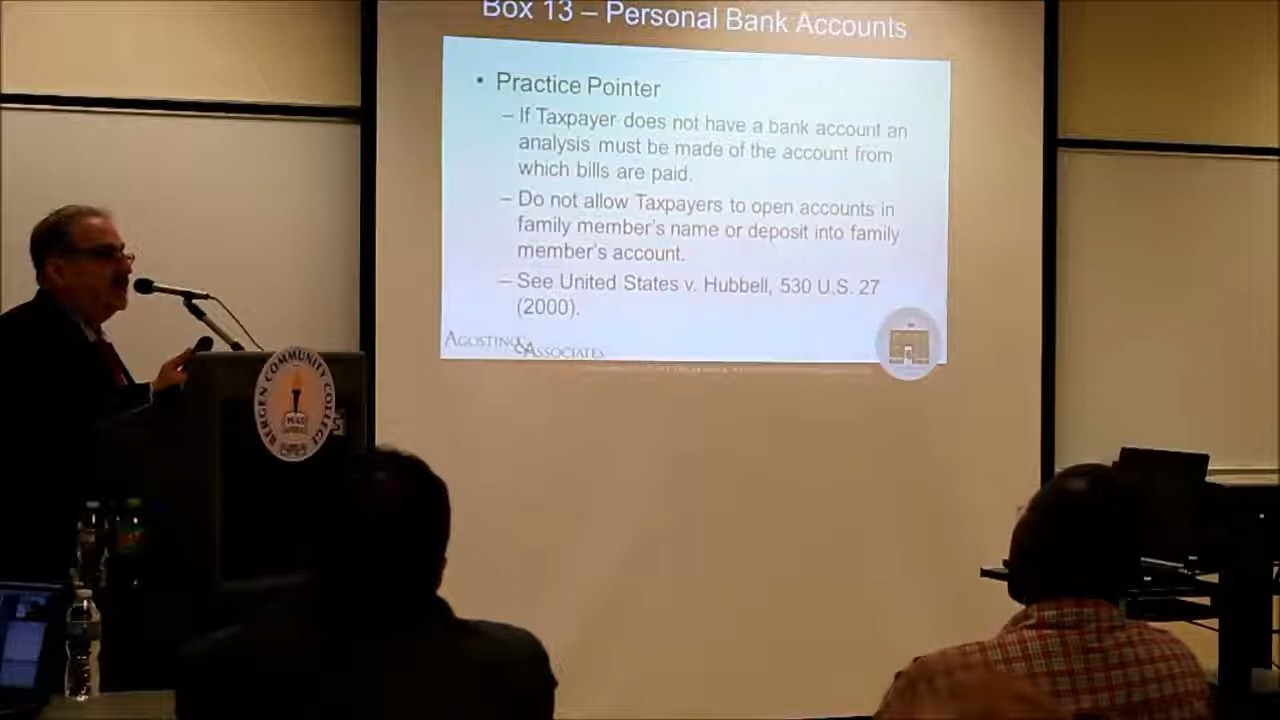 Box 13 – Personal Bank Accounts
• Practice Pointer
– If Taxpayer does not have a bank account an
analysis must be made of the account from
which bills are paid.
– Do not allow Taxpayers to open accounts in
family member's name or deposit into family
member's account.
– See United States v. Hubbell, 530 U.S. 27
(2000).
AGOSTINO & ASSOCIATES
BERGEN COMMUNITY COLLEGE